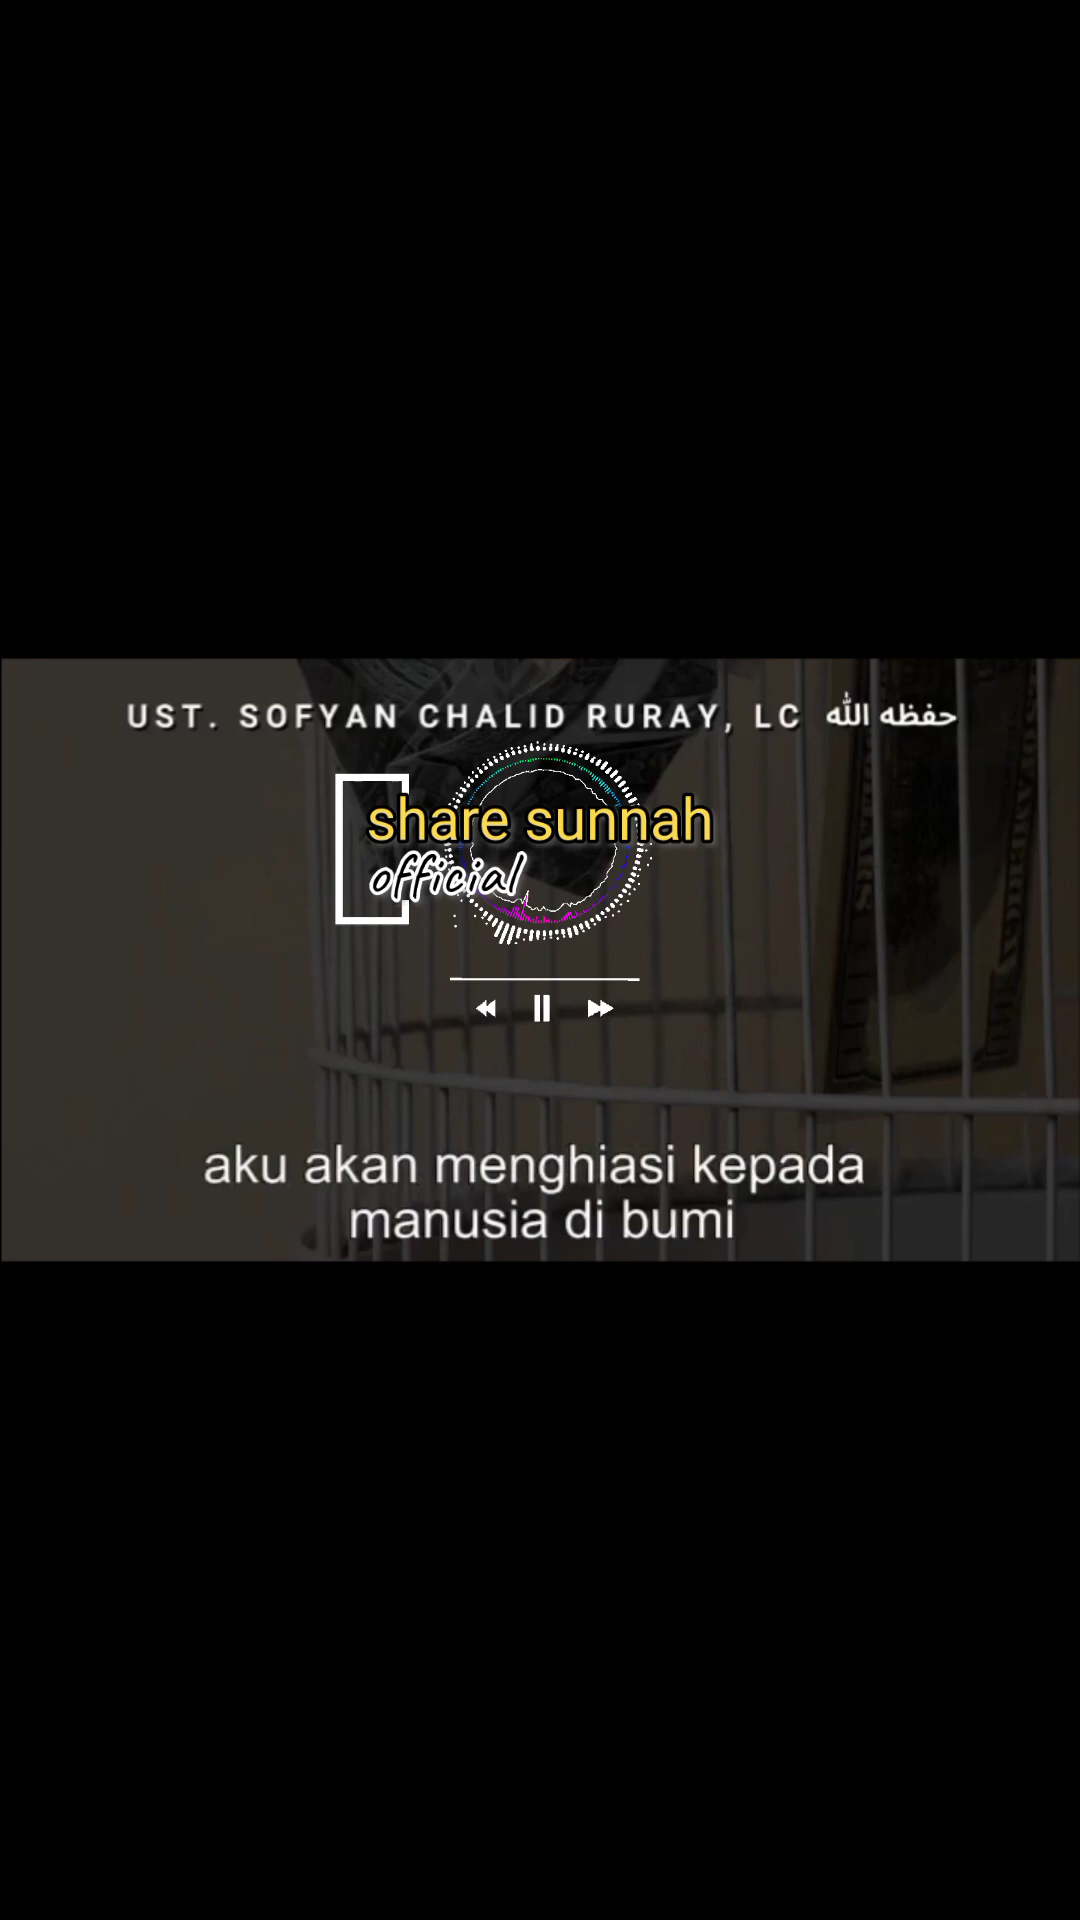 UST. SOFYAN CHALID RURAY, LC حفظه الله
share sunnah
official
aku akan menghiasi kepada
manusia di bumi